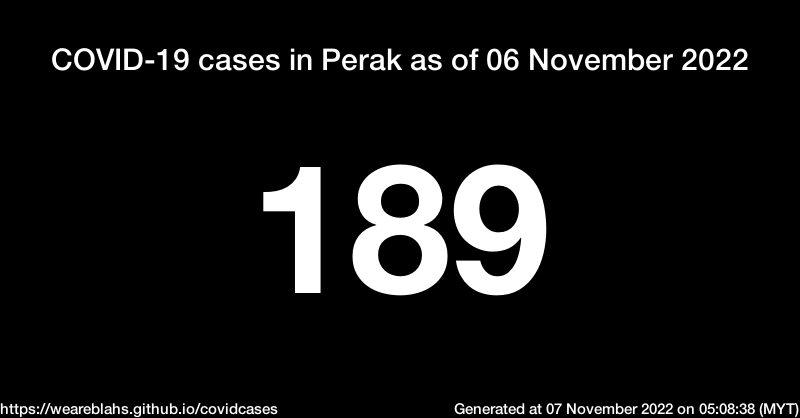 COVID-19 cases in Perak as of 06 November 2022
189
https://weareblahs.github.io/covidcases
Generated at 07 November 2022 on 05:08:38 (MYT)